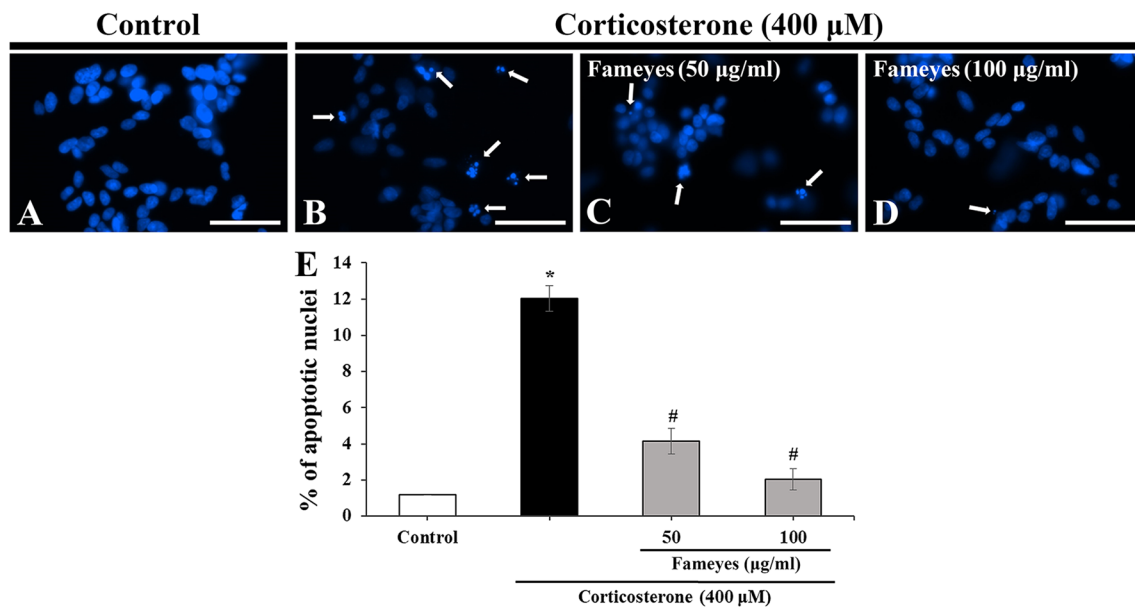 Control
Corticosterone (400 µM)
Fameyes (50 µg/ml)
Fameyes (100 µg/ml)
A
B
C
D
E
% of apoptotic nuclei
14
12
10
8
6
4
2
0
*
#
#
Control
50
100
Fameyes (µg/ml)
Corticosterone (400 µM)